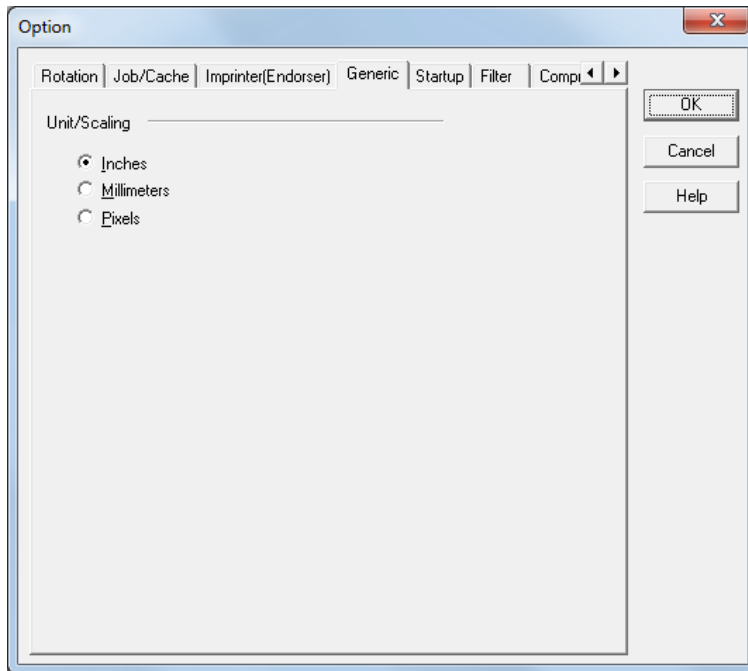 Option
Rotation Job/Cache Imprinter(Endorser) Generic Startup Filter
Unit/Scaling
Inches
Millimeters
Pixels
OK
Cancel
Help